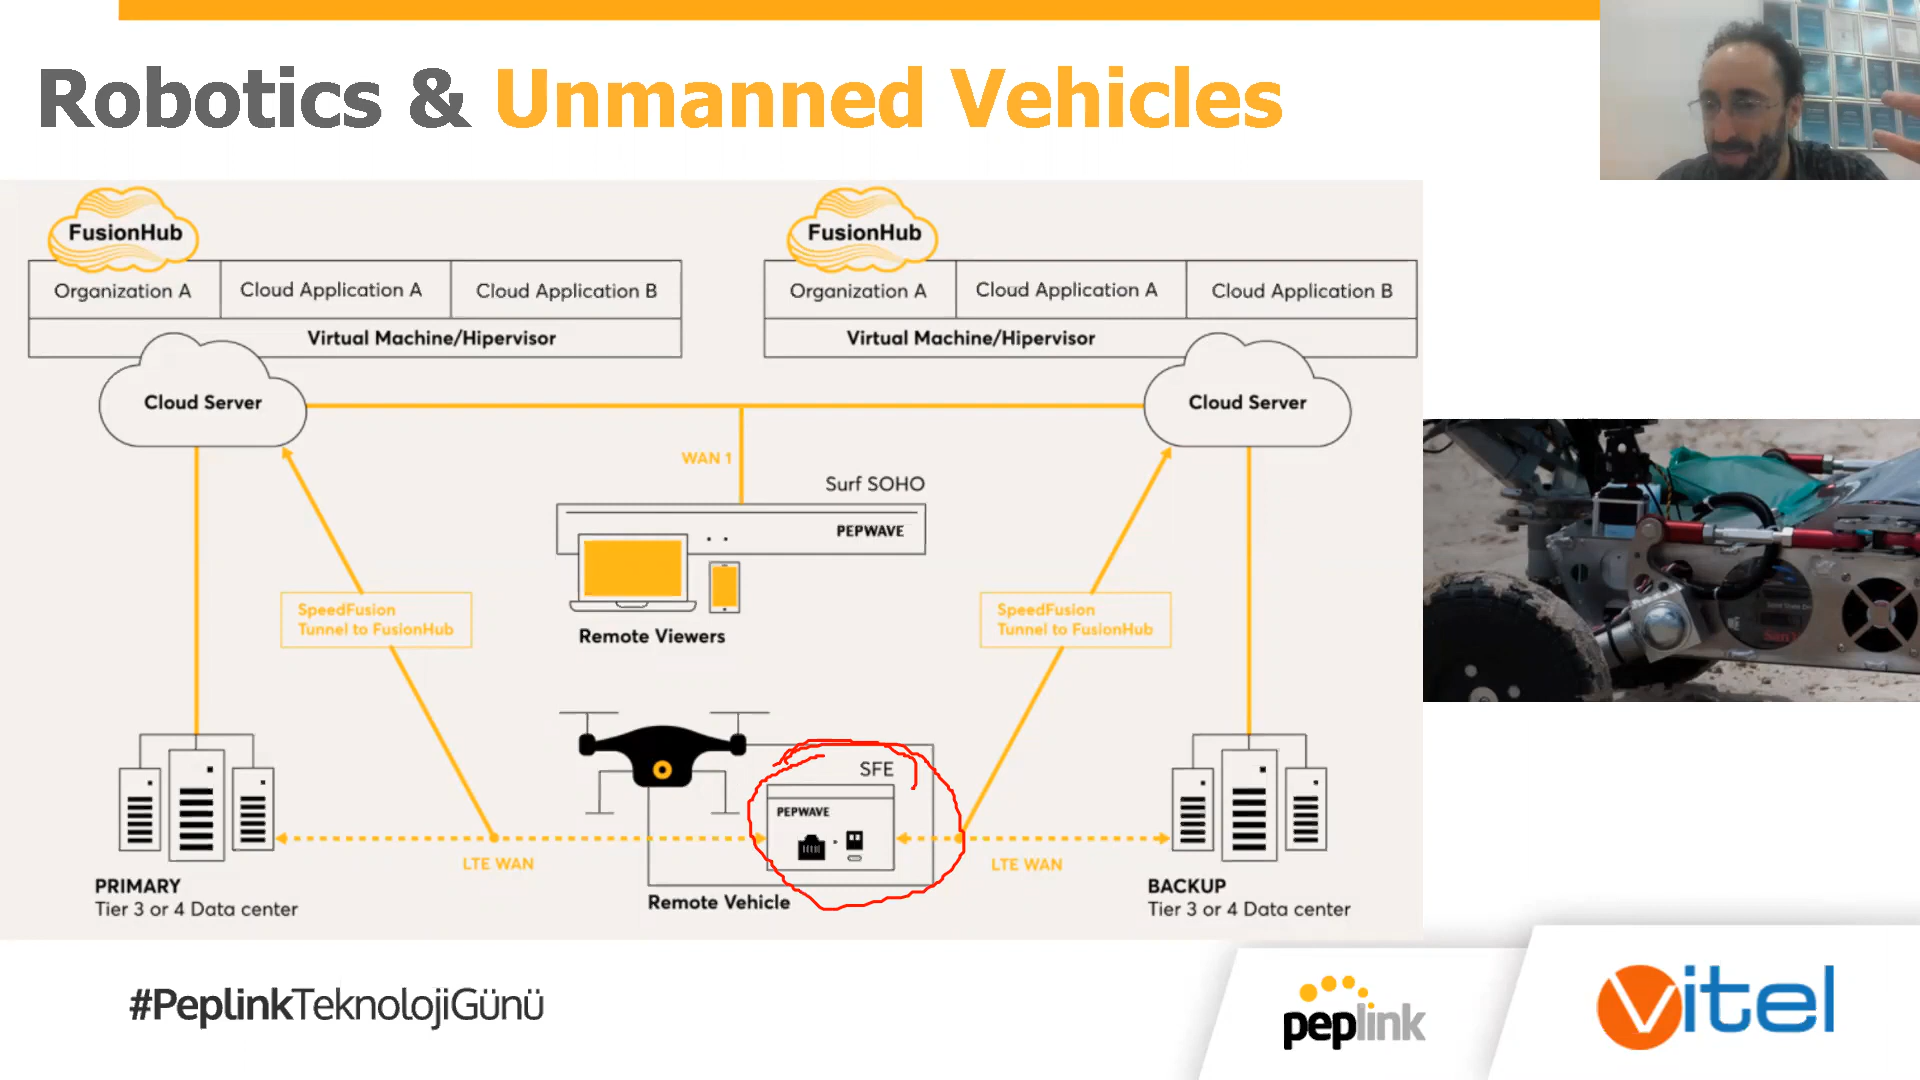 Robotics & Unmanned Vehicles
FusionHub
Organization A
Cloud Application A
Cloud Application B
Virtual Machine/Hipervisor
Cloud Server
FusionHub
Organization A
Cloud Application A
Cloud Application B
Virtual Machine/Hipervisor
Cloud Server
WAN 1
Surf SOHO
PEPWAVE
Remote Viewers
SpeedFusion
Tunnel to FusionHub
SpeedFusion
Tunnel to FusionHub
SFE
PEPWAVE
LTE WAN
LTE WAN
Remote Vehicle
PRIMARY
Tier 3 or 4 Data center
BACKUP
Tier 3 or 4 Data center
#PeplinkTeknolojiGünü
peplink
vitel